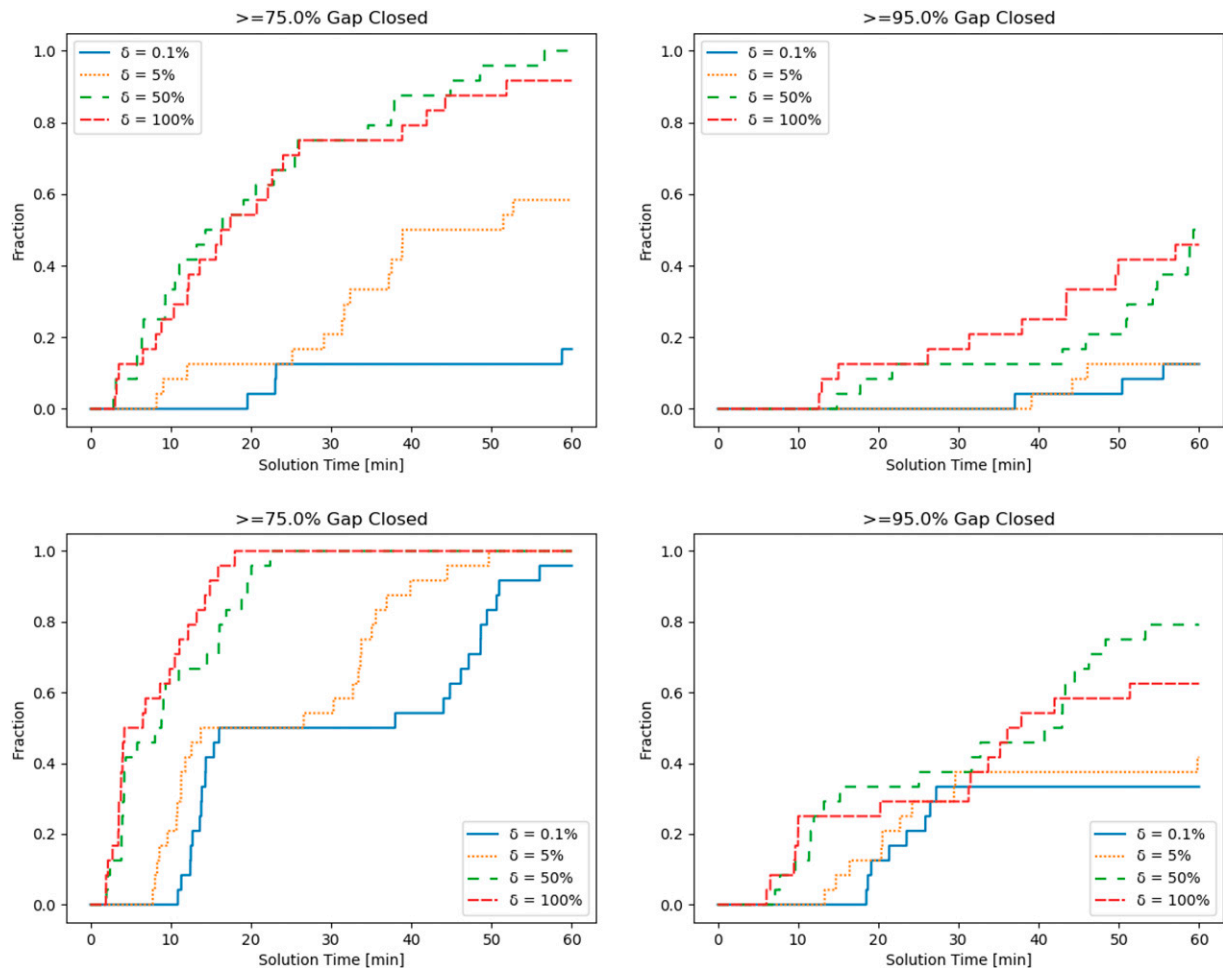 >=75.0% Gap Closed
1.0
0.8
0.6
0.4
0.2
0.0
Fraction
δ = 0.1%
δ = 5%
δ = 50%
δ = 100%
0 10 20 30 40 50 60
Solution Time [min]
>=95.0% Gap Closed
1.0
0.8
0.6
0.4
0.2
0.0
Fraction
δ = 0.1%
δ = 5%
δ = 50%
δ = 100%
0 10 20 30 40 50 60
Solution Time [min]
>=75.0% Gap Closed
1.0
0.8
0.6
0.4
0.2
0.0
Fraction
δ = 0.1%
δ = 5%
δ = 50%
δ = 100%
0 10 20 30 40 50 60
Solution Time [min]
>=95.0% Gap Closed
1.0
0.8
0.6
0.4
0.2
0.0
Fraction
δ = 0.1%
δ = 5%
δ = 50%
δ = 100%
0 10 20 30 40 50 60
Solution Time [min]